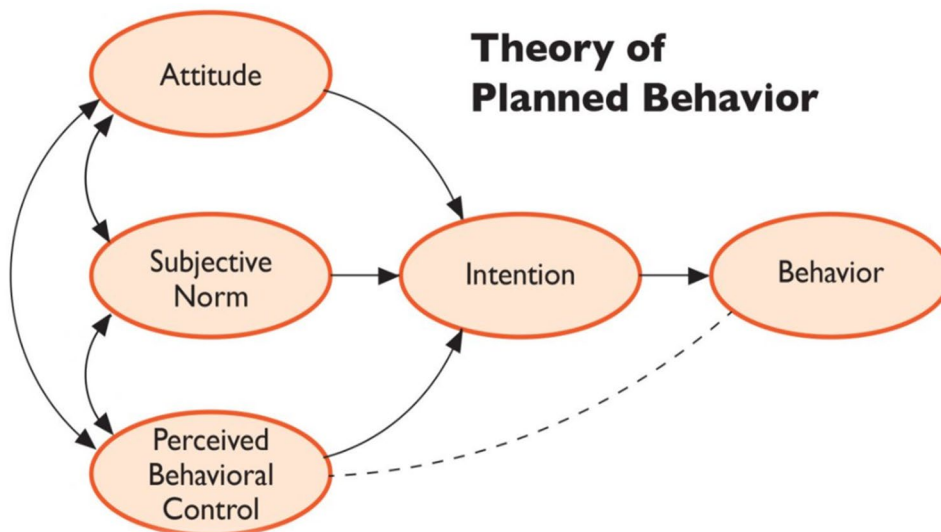 Theory of
Planned Behavior
Attitude
Subjective
Norm
Intention
Behavior
Perceived
Behavioral
Control